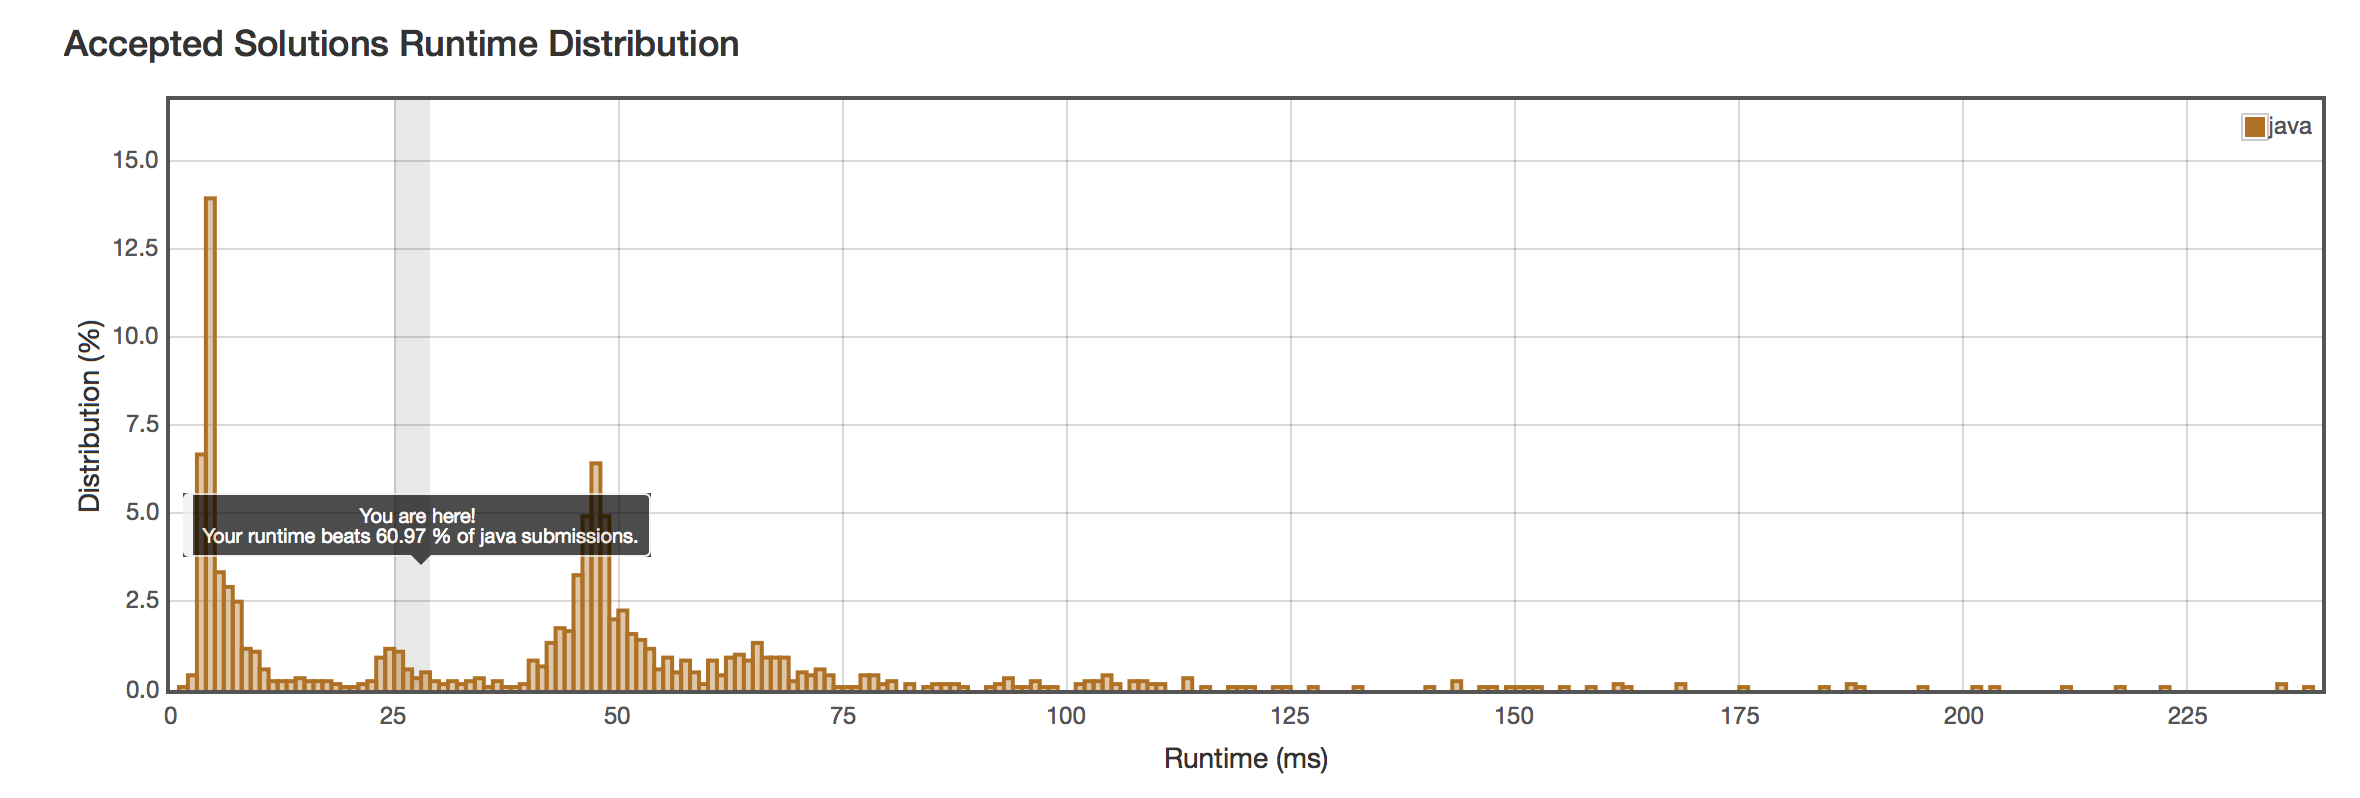 Accepted Solutions Runtime Distribution
java
15.0
12.5
10.0
7.5
5.0
2.5
0.0
Distribution (%)
You are here!
Your runtime beats 60.97 % of java submissions.
0 25 50 75 100 125 150 175 200 225
Runtime (ms)